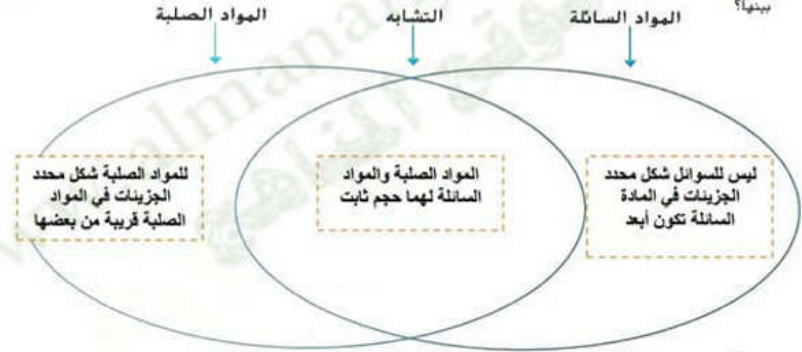 بينها؟
المواد السائلة
التشابه
المواد الصلبة
ليس للسوائل شكل محدد
الجزيئات في المادة
السائلة تكون أبعد
المواد الصلبة والمواد
السائلة لهما حجم ثابت
للمواد الصلبة شكل محدد
الجزيئات في المواد
الصلبة قريبة من بعضها